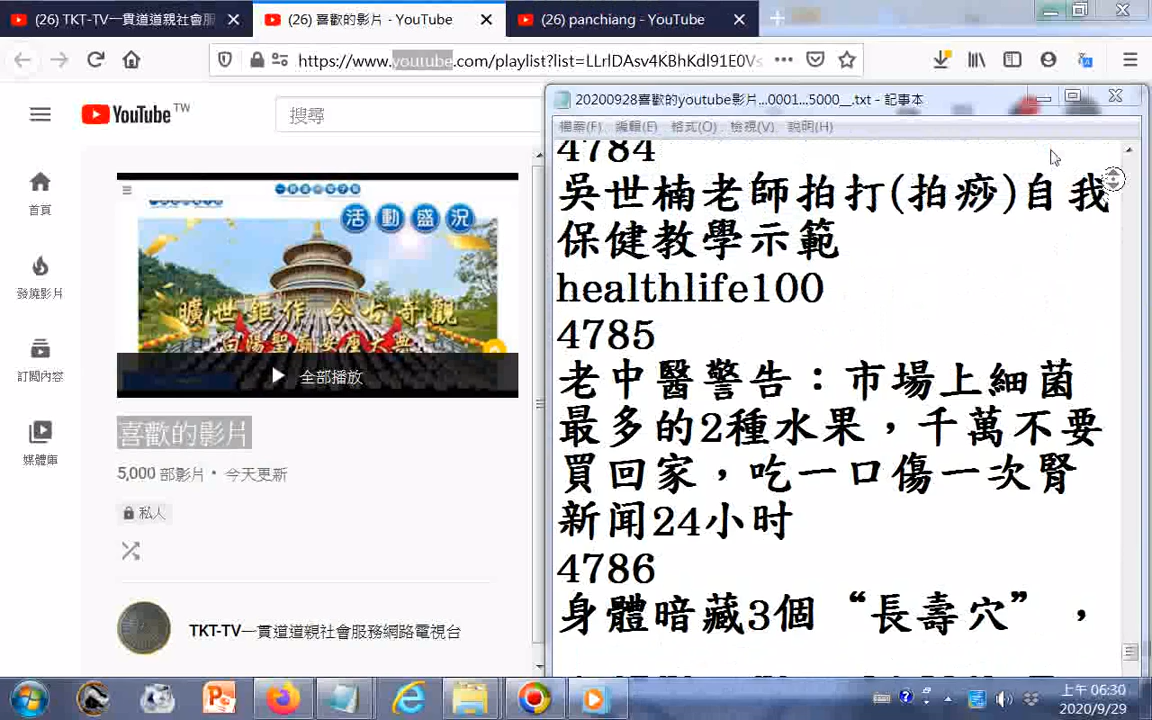 (26) TKT-TV一貫道道親社會服
(26) 喜歡的影片 - YouTube
(26) panchiang - YouTube
https://www.youtube.com/playlist?list=LLrlDAsv4KBhKdl91E0Vs
YouTube TW
搜尋
首頁
發燒影片
訂閱內容
媒體庫
活動盛況
曠世鉅作 今古奇觀
白陽聖廟安座大典
全部播放
喜歡的影片
5,000 部影片・今天更新
私人
TKT-TV一貫道道親社會服務網路電視台
20200928喜歡的youtube影片...0001...5000__.txt - 記事本
檔案(F) 編輯(E) 格式(O) 檢視(V) 說明(H)
4784
吳世楠老師拍打(拍痧)自我
保健教學示範
healthlife100
4785
老中醫警告：市場上細菌
最多的2種水果，千萬不要
買回家，吃一口傷一次腎
新闻24小时
4786
身體暗藏3個“長壽穴”，
上午 06:30
2020/9/29